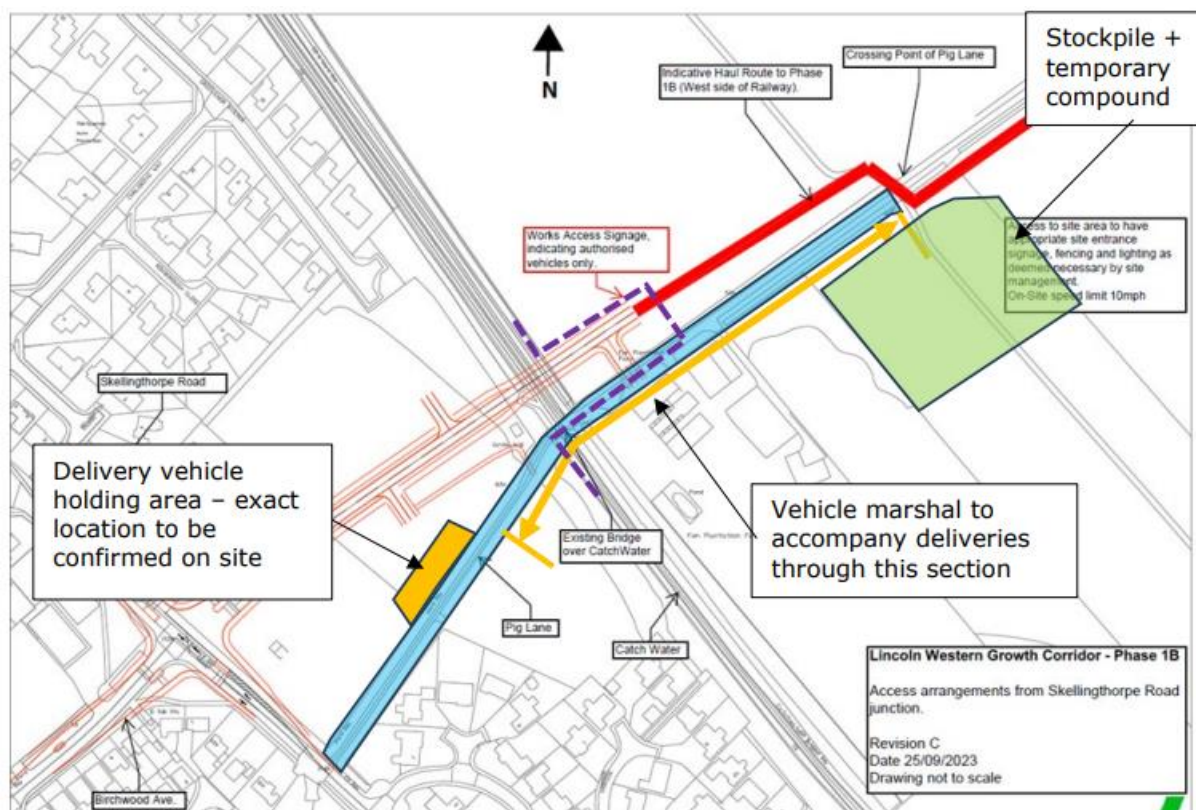 N
Indicative Haul Route to Phase
1B (West side of Railway).
Crossing Point of Pig Lane
Stockpile +
temporary
compound
Works Access Signage,
indicating authorised
vehicles only.
Access to site area to have
appropriate site entrance
signage, fencing and lighting as
deemed necessary by site
management.
On-Site speed limit 10mph
Skellingthorpe Road
Delivery vehicle
holding area – exact
location to be
confirmed on site
Existing Bridge
over CatchWater
Vehicle marshal to
accompany deliveries
through this section
Pond
Pig Lane
Catch Water
Lincoln Western Growth Corridor - Phase 1B
Access arrangements from Skellingthorpe Road
junction.
Revision C
Date 25/09/2023
Drawing not to scale
Birchwood Ave.